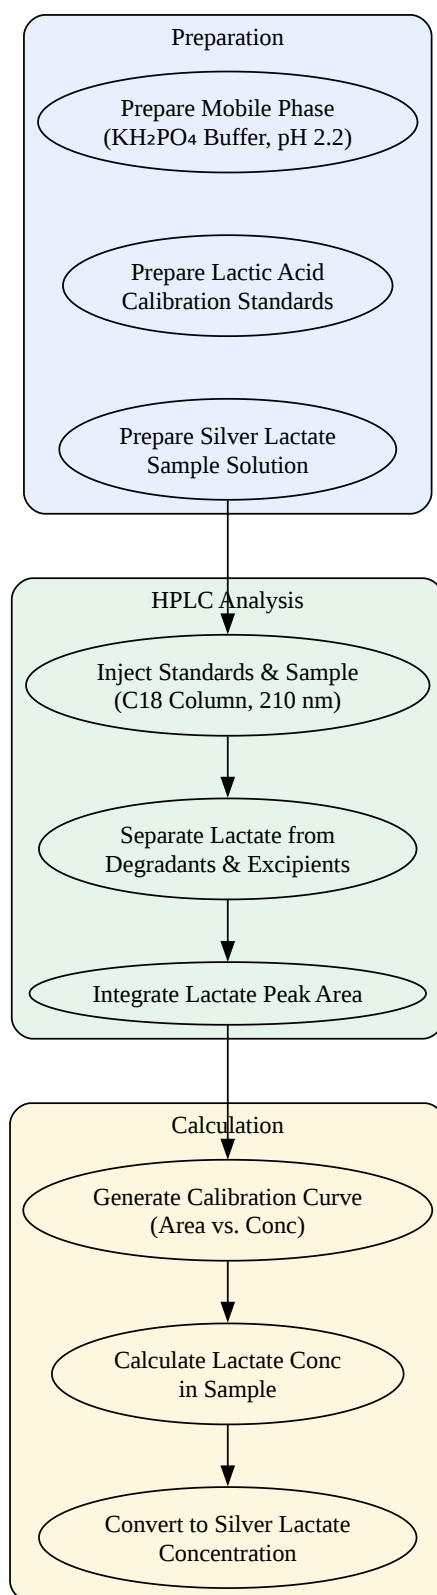 Preparation
Prepare Mobile Phase
(KH₂PO₄ Buffer, pH 2.2)
Prepare Lactic Acid
Calibration Standards
Prepare Silver Lactate
Sample Solution
HPLC Analysis
Inject Standards & Sample
(C18 Column, 210 nm)
Separate Lactate from
Degradants & Excipients
Integrate Lactate Peak Area
Calculation
Generate Calibration Curve
(Area vs. Conc)
Calculate Lactate Conc
in Sample
Convert to Silver Lactate
Concentration